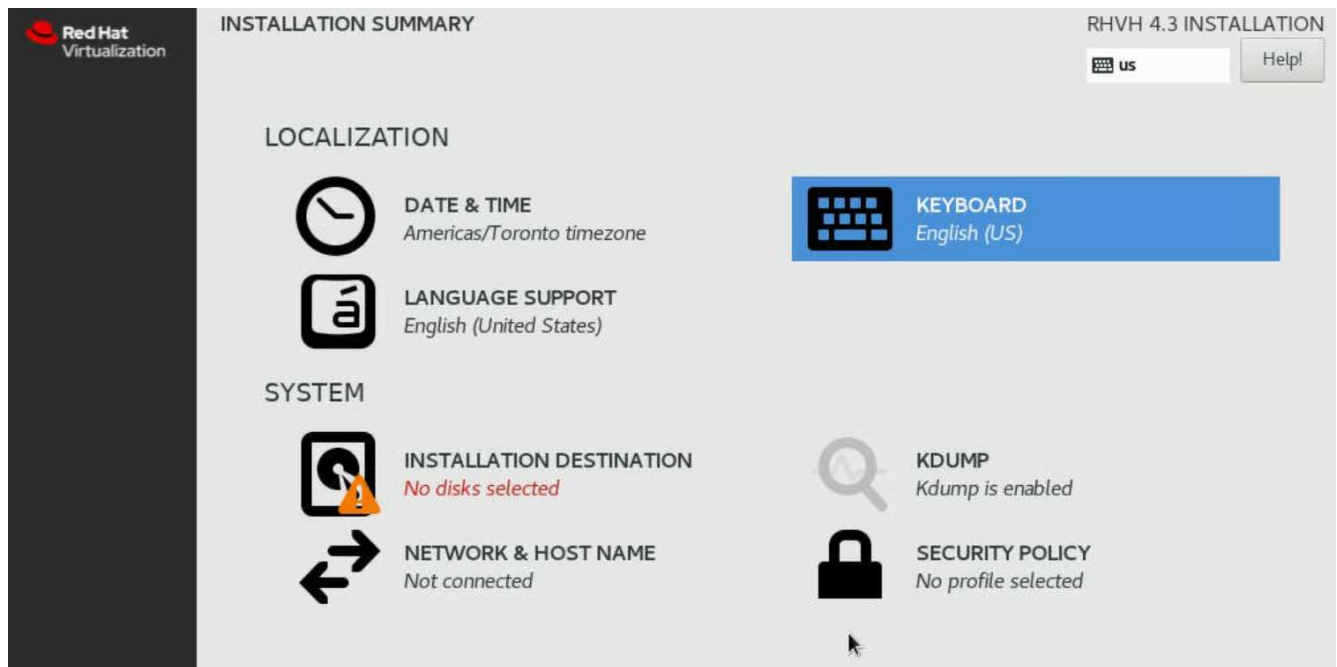 Red Hat
Virtualization
INSTALLATION SUMMARY
RHVH 4.3 INSTALLATION
us
Help!
LOCALIZATION
DATE & TIME
Americas/Toronto timezone
KEYBOARD
English (US)
á
LANGUAGE SUPPORT
English (United States)
SYSTEM
INSTALLATION DESTINATION
No disks selected
KDUMP
Kdump is enabled
NETWORK & HOST NAME
Not connected
SECURITY POLICY
No profile selected